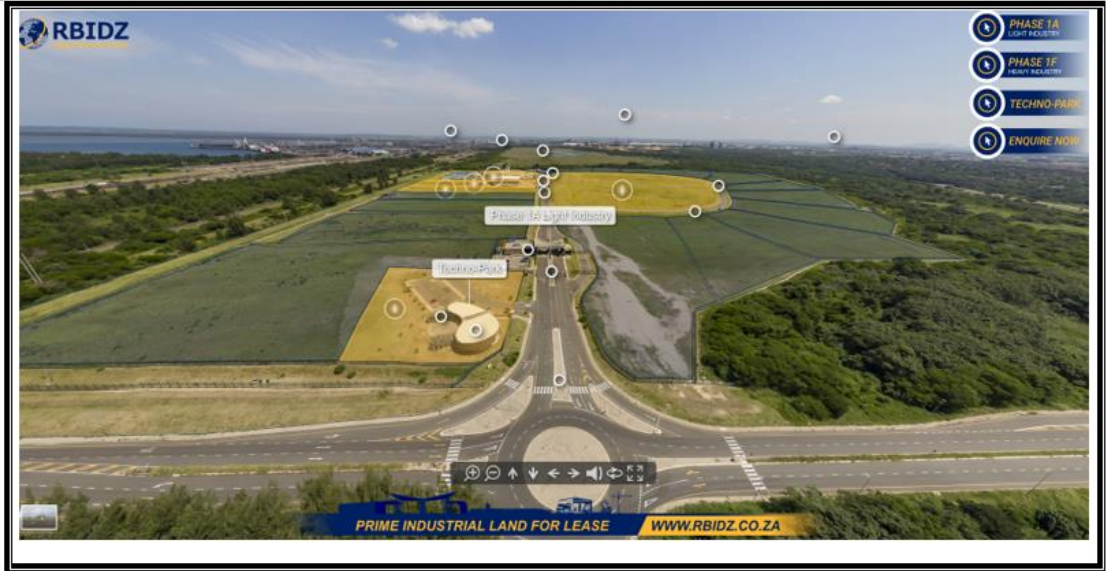 RBIDZ
PHASE 1A
LIGHT INDUSTRY
PHASE 1F
HEAVY INDUSTRY
TECHNO-PARK
ENQUIRE NOW
Phase 1A Light Industry
Techno-Park
PRIME INDUSTRIAL LAND FOR LEASE
WWW.RBIDZ.CO.ZA